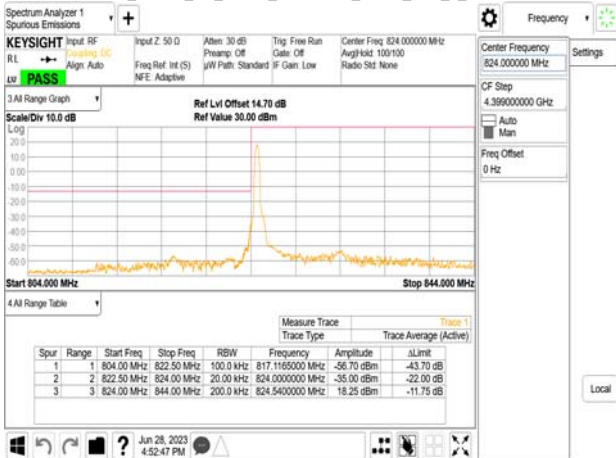 Spectrum Analyzer 1
Spurious Emissions
Frequency
KEYSIGHT Input: RF Input Z: 50 Ω Atten: 30 dB Trig: Free Run Center Freq: 824.000000 MHz
RL Coupling: DC Preamp: Off Gate: Off Avg|Hold: 100/100
Align: Auto Freq Ref: Int (S) µW Path: Standard IF Gain: Low Radio Std: None
NFE: Adaptive
LW PASS
3 All Range Graph
Ref Lvl Offset 14.70 dB
Scale/Div 10.0 dB Ref Value 30.00 dBm
Log
20.0
10.0
0.00
-10.0
-20.0
-30.0
-40.0
-50.0
-60.0
Start 804.000 MHz Stop 844.000 MHz
4 All Range Table
Measure Trace Trace 1
Trace Type Trace Average (Active)
Spur Range Start Freq Stop Freq RBW Frequency Amplitude ΔLimit
1 1 804.00 MHz 822.50 MHz 100.0 kHz 817.1165000 MHz -56.70 dBm -43.70 dB
2 2 822.50 MHz 824.00 MHz 20.00 kHz 824.0000000 MHz -35.00 dBm -22.00 dB
3 3 824.00 MHz 844.00 MHz 200.0 kHz 824.5400000 MHz 18.25 dBm -11.75 dB
Jun 28, 2023
4:52:47 PM
Center Frequency
824.000000 MHz
Settings
CF Step
4.399000000 GHz
Auto
Man
Freq Offset
0 Hz
Local